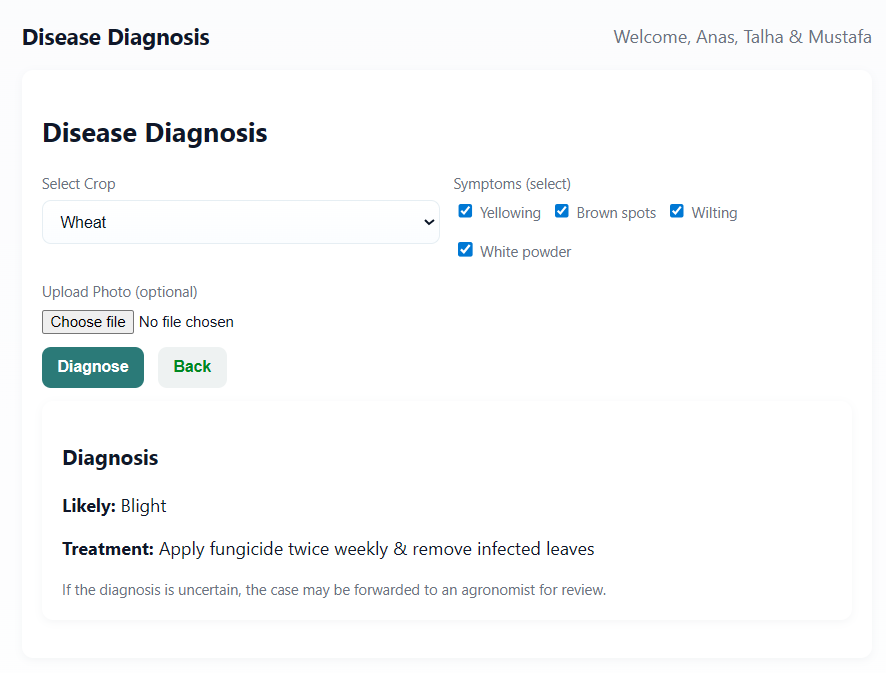 Disease Diagnosis
Welcome, Anas, Talha & Mustafa
Disease Diagnosis
Select Crop
Wheat
Symptoms (select)
Yellowing Brown spots Wilting
White powder
Upload Photo (optional)
Choose file No file chosen
Diagnose Back
Diagnosis
Likely: Blight
Treatment: Apply fungicide twice weekly & remove infected leaves
If the diagnosis is uncertain, the case may be forwarded to an agronomist for review.